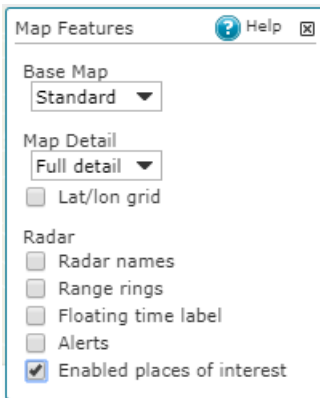 Map Features Help
Base Map
Standard
Map Detail
Full detail
Lat/lon grid
Radar
Radar names
Range rings
Floating time label
Alerts
Enabled places of interest